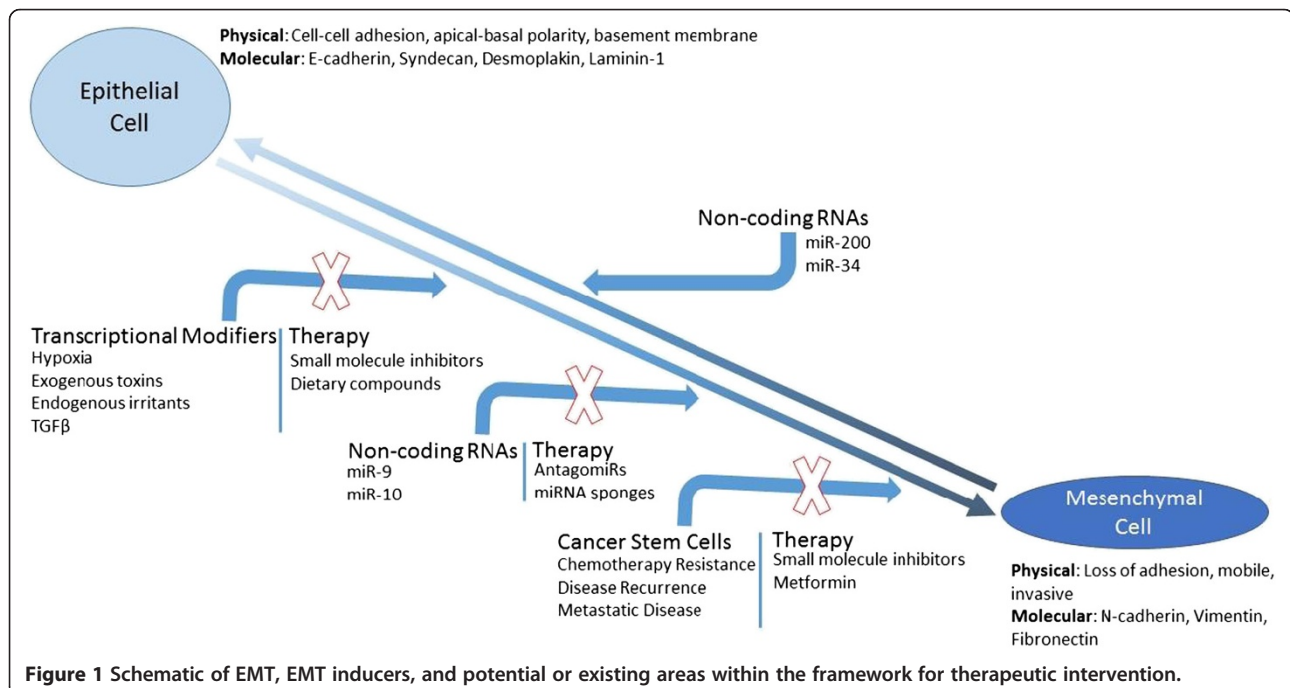 Physical: Cell-cell adhesion, apical-basal polarity, basement membrane
Molecular: E-cadherin, Syndecan, Desmoplakin, Laminin-1
Epithelial
Cell
Non-coding RNAs
miR-200
miR-34
Transcriptional Modifiers
Hypoxia
Exogenous toxins
Endogenous irritants
TGFβ
Therapy
Small molecule inhibitors
Dietary compounds
Non-coding RNAs
miR-9
miR-10
Therapy
AntagomiRs
miRNA sponges
Cancer Stem Cells
Chemotherapy Resistance
Disease Recurrence
Metastatic Disease
Therapy
Small molecule inhibitors
Metformin
Mesenchymal
Cell
Physical: Loss of adhesion, mobile,
invasive
Molecular: N-cadherin, Vimentin,
Fibronectin
Figure 1 Schematic of EMT, EMT inducers, and potential or existing areas within the framework for therapeutic intervention.